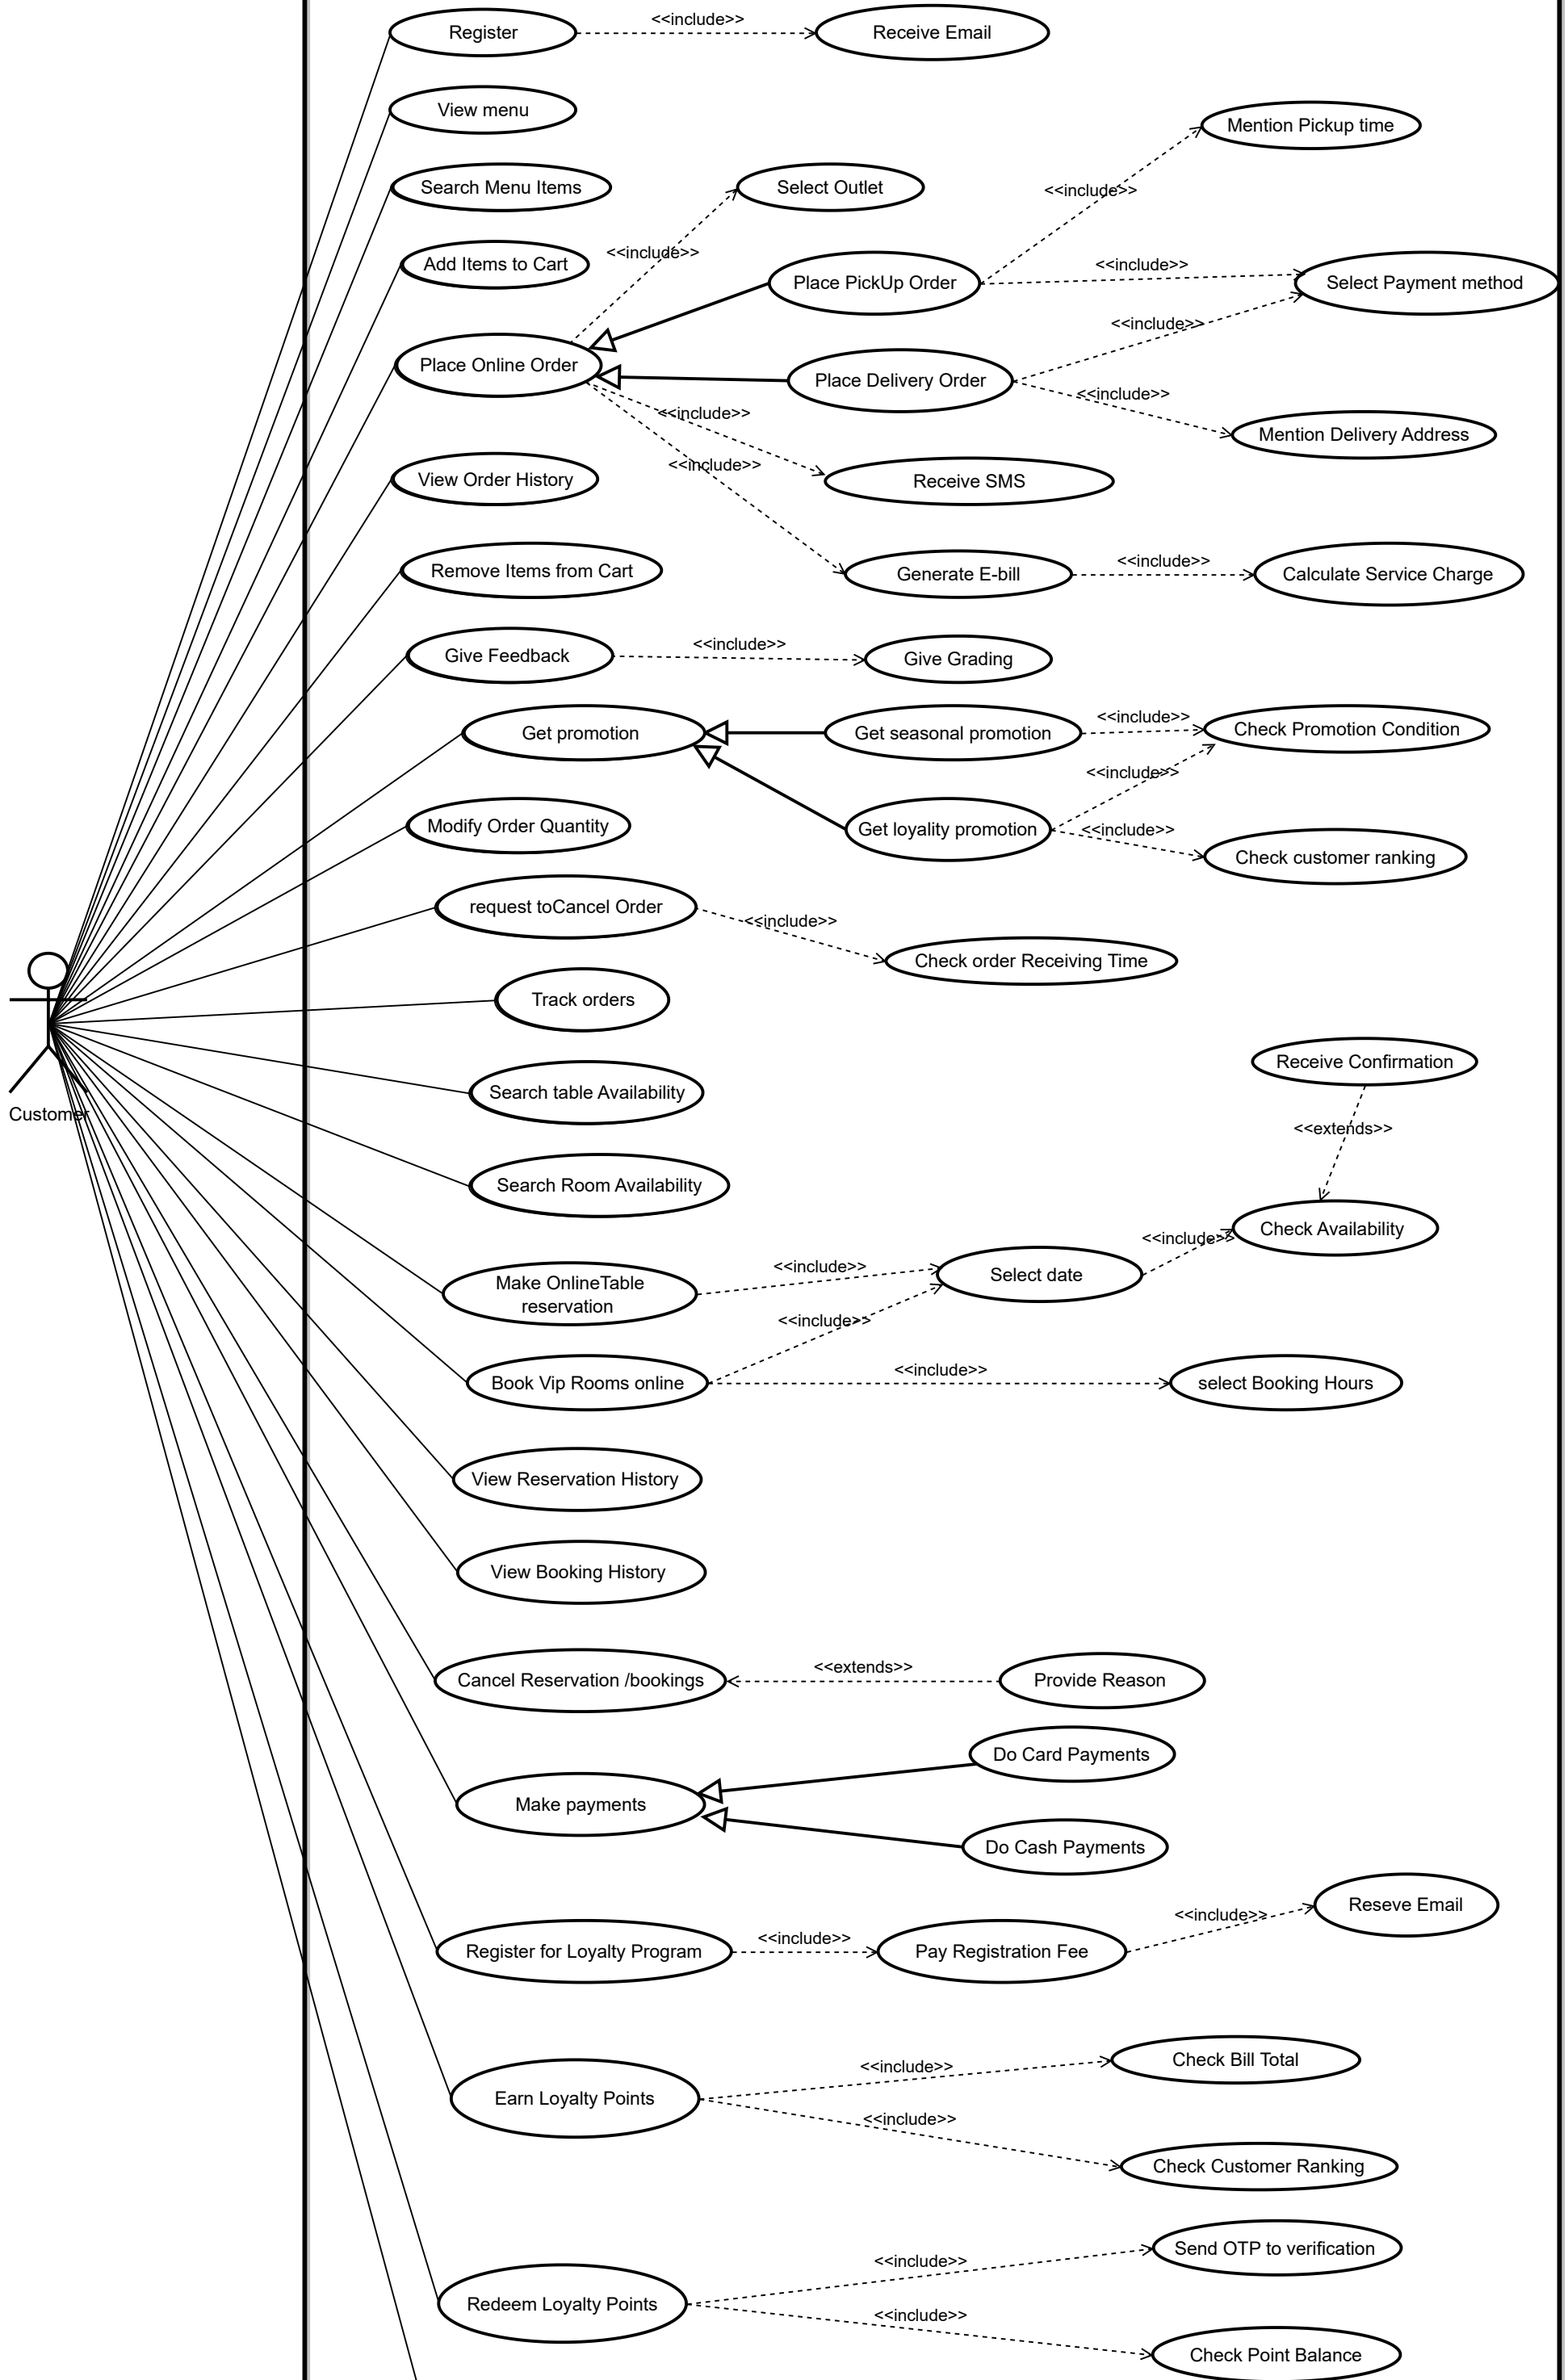 Register
<<include>>
Receive Email
View menu
Mention Pickup time
Search Menu Items
Select Outlet
<<include>>
<<include>>
Add Items to Cart
Place PickUp Order
<<include>>
Select Payment method
<<include>>
Place Online Order
Place Delivery Order
<<include>>
<<include>>
Mention Delivery Address
<<include>>
View Order History
Receive SMS
Remove Items from Cart
Generate E-bill
<<include>>
Calculate Service Charge
Give Feedback
<<include>>
Give Grading
Get promotion
Get seasonal promotion
<<include>>
Check Promotion Condition
<<include>>
Modify Order Quantity
Get loyality promotion
<<include>>
Check customer ranking
request toCancel Order
<<include>>
Check order Receiving Time
Track orders
Customer
Search table Availability
Receive Confirmation
<<extends>>
Search Room Availability
Check Availability
<<include>>
Make OnlineTable
reservation
<<include>>
Select date
<<include>>
Book Vip Rooms online
<<include>>
select Booking Hours
View Reservation History
View Booking History
Cancel Reservation /bookings
<<extends>>
Provide Reason
Do Card Payments
Make payments
Do Cash Payments
Register for Loyalty Program
<<include>>
Pay Registration Fee
<<include>>
Reseve Email
Earn Loyalty Points
<<include>>
Check Bill Total
<<include>>
Check Customer Ranking
Redeem Loyalty Points
<<include>>
Send OTP to verification
<<include>>
Check Point Balance